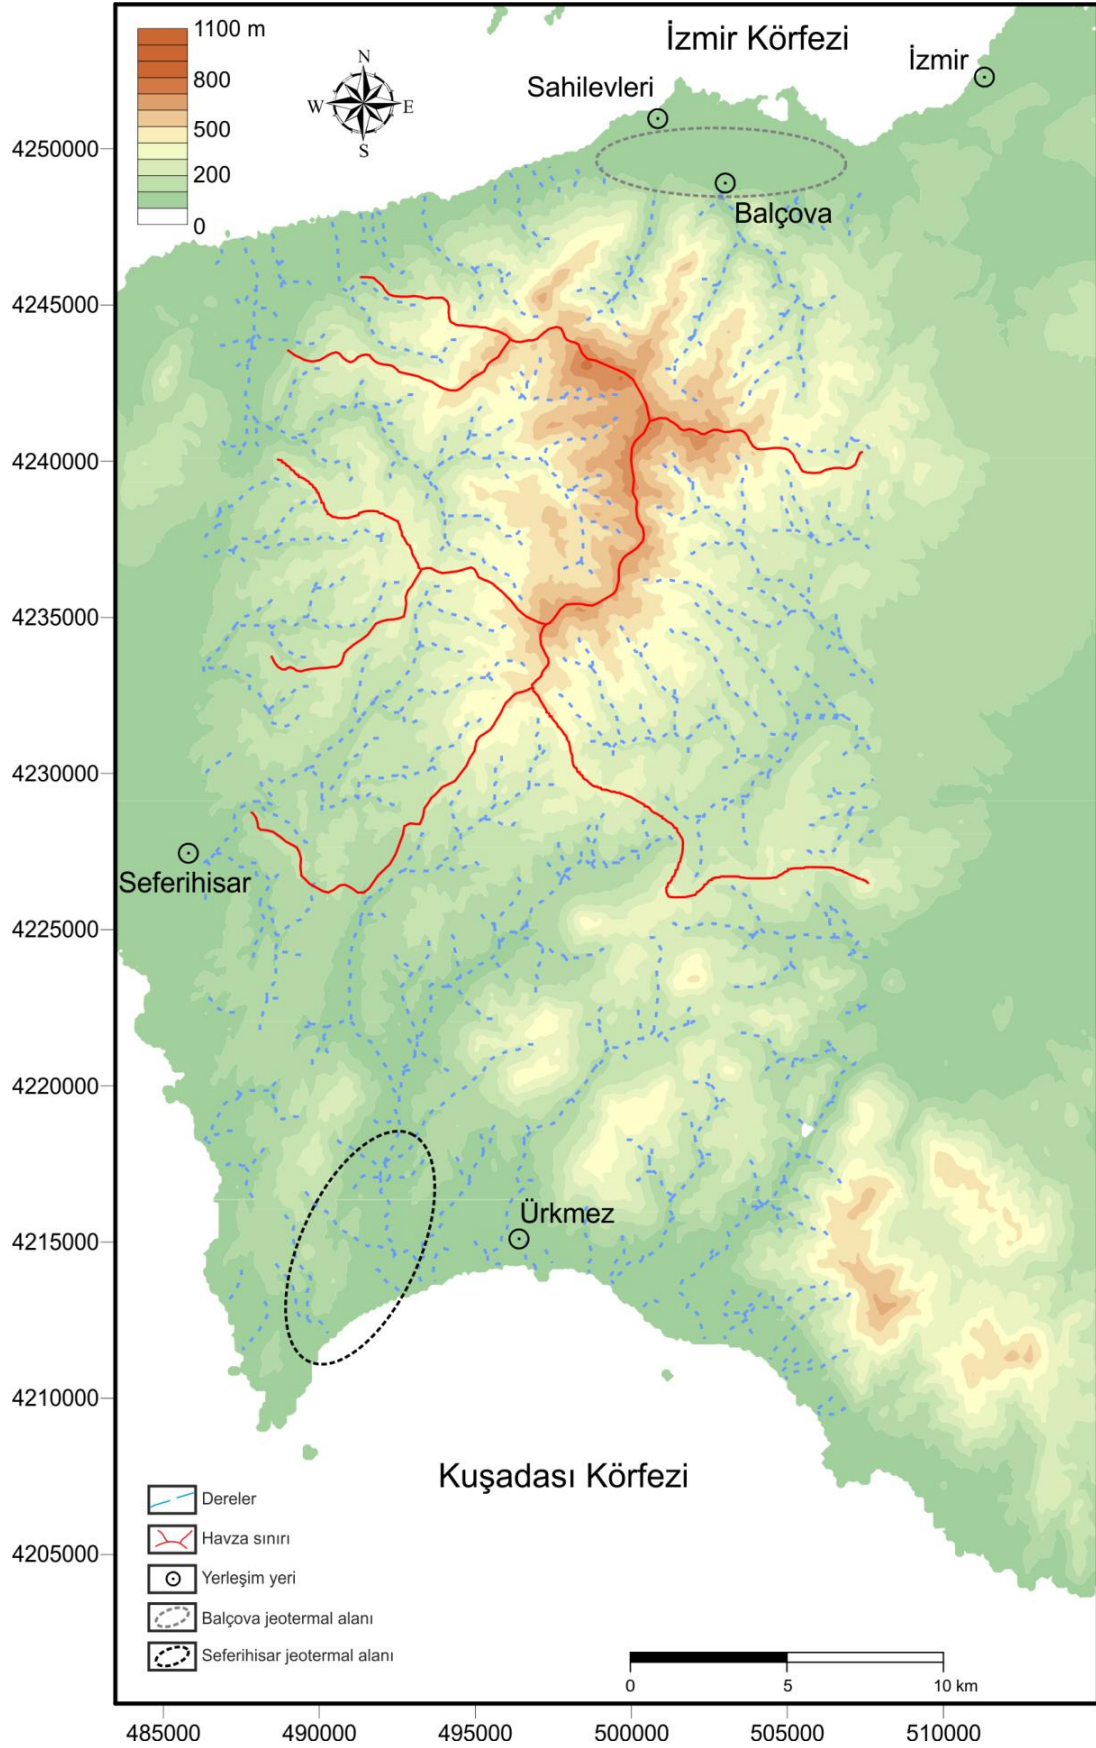 1100 m
800
500
200
0
N
W
E
S
İzmir Körfezi
İzmir
Sahilevleri
Balçova
4250000
4245000
4240000
4235000
4230000
Seferihisar
4225000
4220000
Ürkmez
4215000
4210000
Kuşadası Körfezi
Dereler
Havza sınırı
4205000
Yerleşim yeri
Balçova jeotermal alanı
Seferihisar jeotermal alanı
0 5 10 km
485000 490000 495000 500000 505000 510000